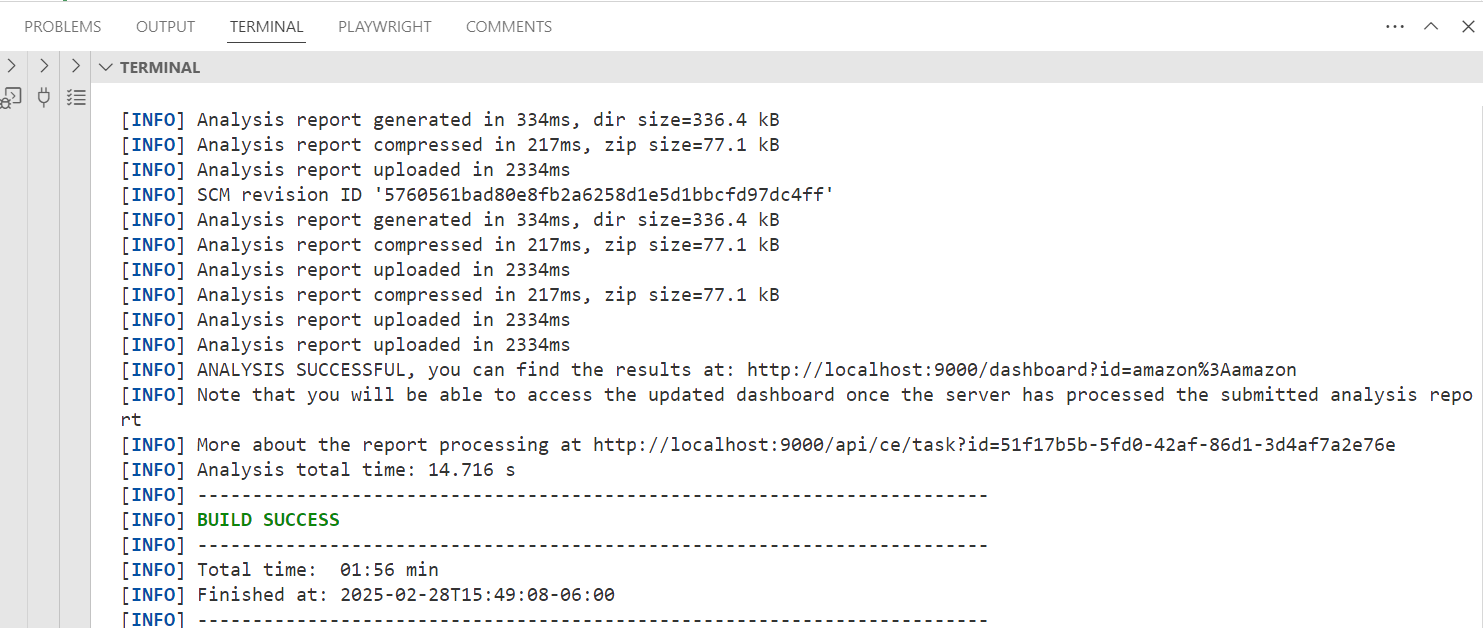 PROBLEMS OUTPUT TERMINAL PLAYWRIGHT COMMENTS
TERMINAL
[INFO] Analysis report generated in 334ms, dir size=336.4 kB
[INFO] Analysis report compressed in 217ms, zip size=77.1 kB
[INFO] Analysis report uploaded in 2334ms
[INFO] SCM revision ID '5760561bad80e8fb2a6258d1e5d1bbcfd97dc4ff'
[INFO] Analysis report generated in 334ms, dir size=336.4 kB
[INFO] Analysis report compressed in 217ms, zip size=77.1 kB
[INFO] Analysis report uploaded in 2334ms
[INFO] Analysis report compressed in 217ms, zip size=77.1 kB
[INFO] Analysis report uploaded in 2334ms
[INFO] Analysis report uploaded in 2334ms
[INFO] ANALYSIS SUCCESSFUL, you can find the results at: http://localhost:9000/dashboard?id=amazon%3Aamazon
[INFO] Note that you will be able to access the updated dashboard once the server has processed the submitted analysis repo
rt
[INFO] More about the report processing at http://localhost:9000/api/ce/task?id=51f17b5b-5fd0-42af-86d1-3d4af7a2e76e
[INFO] Analysis total time: 14.716 s
[INFO] ------------------------------------------------------------------------
[INFO] BUILD SUCCESS
[INFO] ------------------------------------------------------------------------
[INFO] Total time:  01:56 min
[INFO] Finished at: 2025-02-28T15:49:08-06:00
[INFO] ------------------------------------------------------------------------